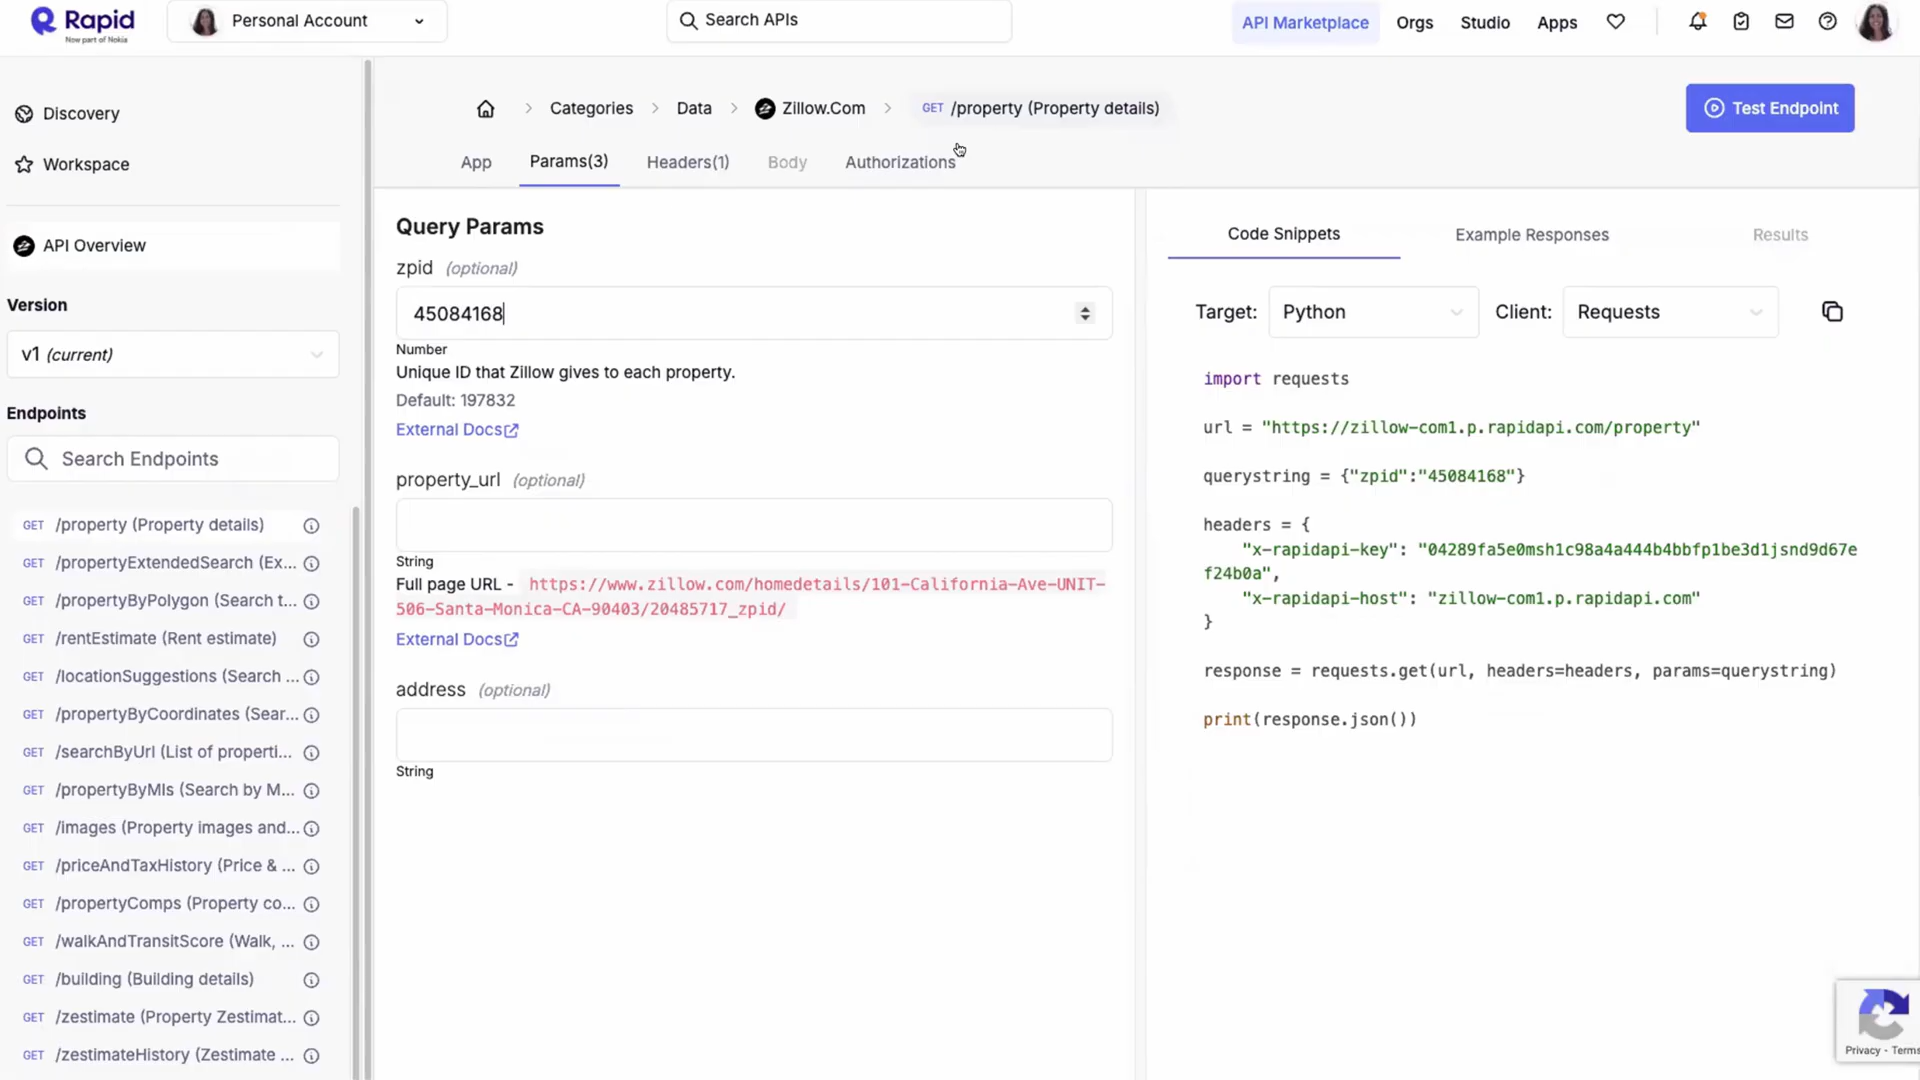 Rapid
Now part of Nokia
Personal Account
Search APIs
API Marketplace
Orgs
Studio
Apps
Discovery
Workspace
API Overview
Version
v1 (current)
Endpoints
Search Endpoints
GET /property (Property details)
GET /propertyExtendedSearch (Ex...
GET /propertyByPolygon (Search t...
GET /rentEstimate (Rent estimate)
GET /locationSuggestions (Search ...
GET /propertyByCoordinates (Sear...
GET /searchByUrl (List of properti...
GET /propertyByMls (Search by M...
GET /images (Property images and...
GET /priceAndTaxHistory (Price & ...
GET /propertyComps (Property co...
GET /walkAndTransitScore (Walk, ...
GET /building (Building details)
GET /zestimate (Property Zestimat...
GET /zestimateHistory (Zestimate ...
Categories > Data > Zillow.Com > GET /property (Property details)
Test Endpoint
App
Params(3)
Headers(1)
Body
Authorizations
Query Params
zpid (optional)
45084168
Number
Unique ID that Zillow gives to each property.
Default: 197832
External Docs
property_url (optional)
String
Full page URL - https://www.zillow.com/homedetails/101-California-Ave-UNIT-
506-Santa-Monica-CA-90403/20485717_zpid/
External Docs
address (optional)
String
Code Snippets
Example Responses
Results
Target: Python
Client: Requests
import requests
url = "https://zillow-com1.p.rapidapi.com/property"
querystring = {"zpid":"45084168"}
headers = {
"x-rapidapi-key": "04289fa5e0msh1c98a4a444b4bbfp1be3d1jsnd9d67e
f24b0a",
"x-rapidapi-host": "zillow-com1.p.rapidapi.com"
}
response = requests.get(url, headers=headers, params=querystring)
print(response.json())
Privacy - Terms